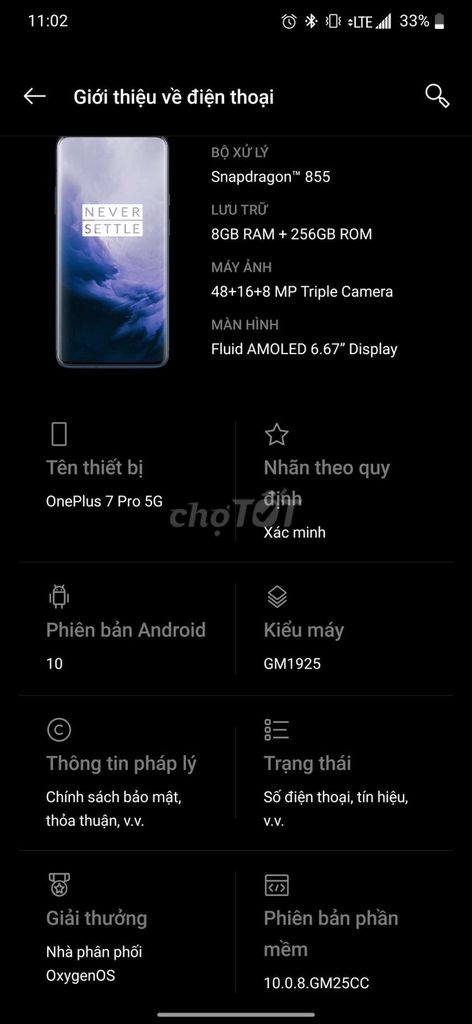 11:02
LTE 33%
Giới thiệu về điện thoại
NEVER
SETTLE
BỘ XỬ LÝ
Snapdragon™ 855
LƯU TRỮ
8GB RAM + 256GB ROM
MÁY ẢNH
48+16+8 MP Triple Camera
MÀN HÌNH
Fluid AMOLED 6.67” Display
Tên thiết bị
OnePlus 7 Pro 5G
Nhãn theo quy
định
Xác minh
chợTỐT
Phiên bản Android
10
Kiểu máy
GM1925
Thông tin pháp lý
Chính sách bảo mật,
thỏa thuận, v.v.
Trạng thái
Số điện thoại, tín hiệu,
v.v.
Giải thưởng
Nhà phân phối
OxygenOS
Phiên bản phần
mềm
10.0.8.GM25CC